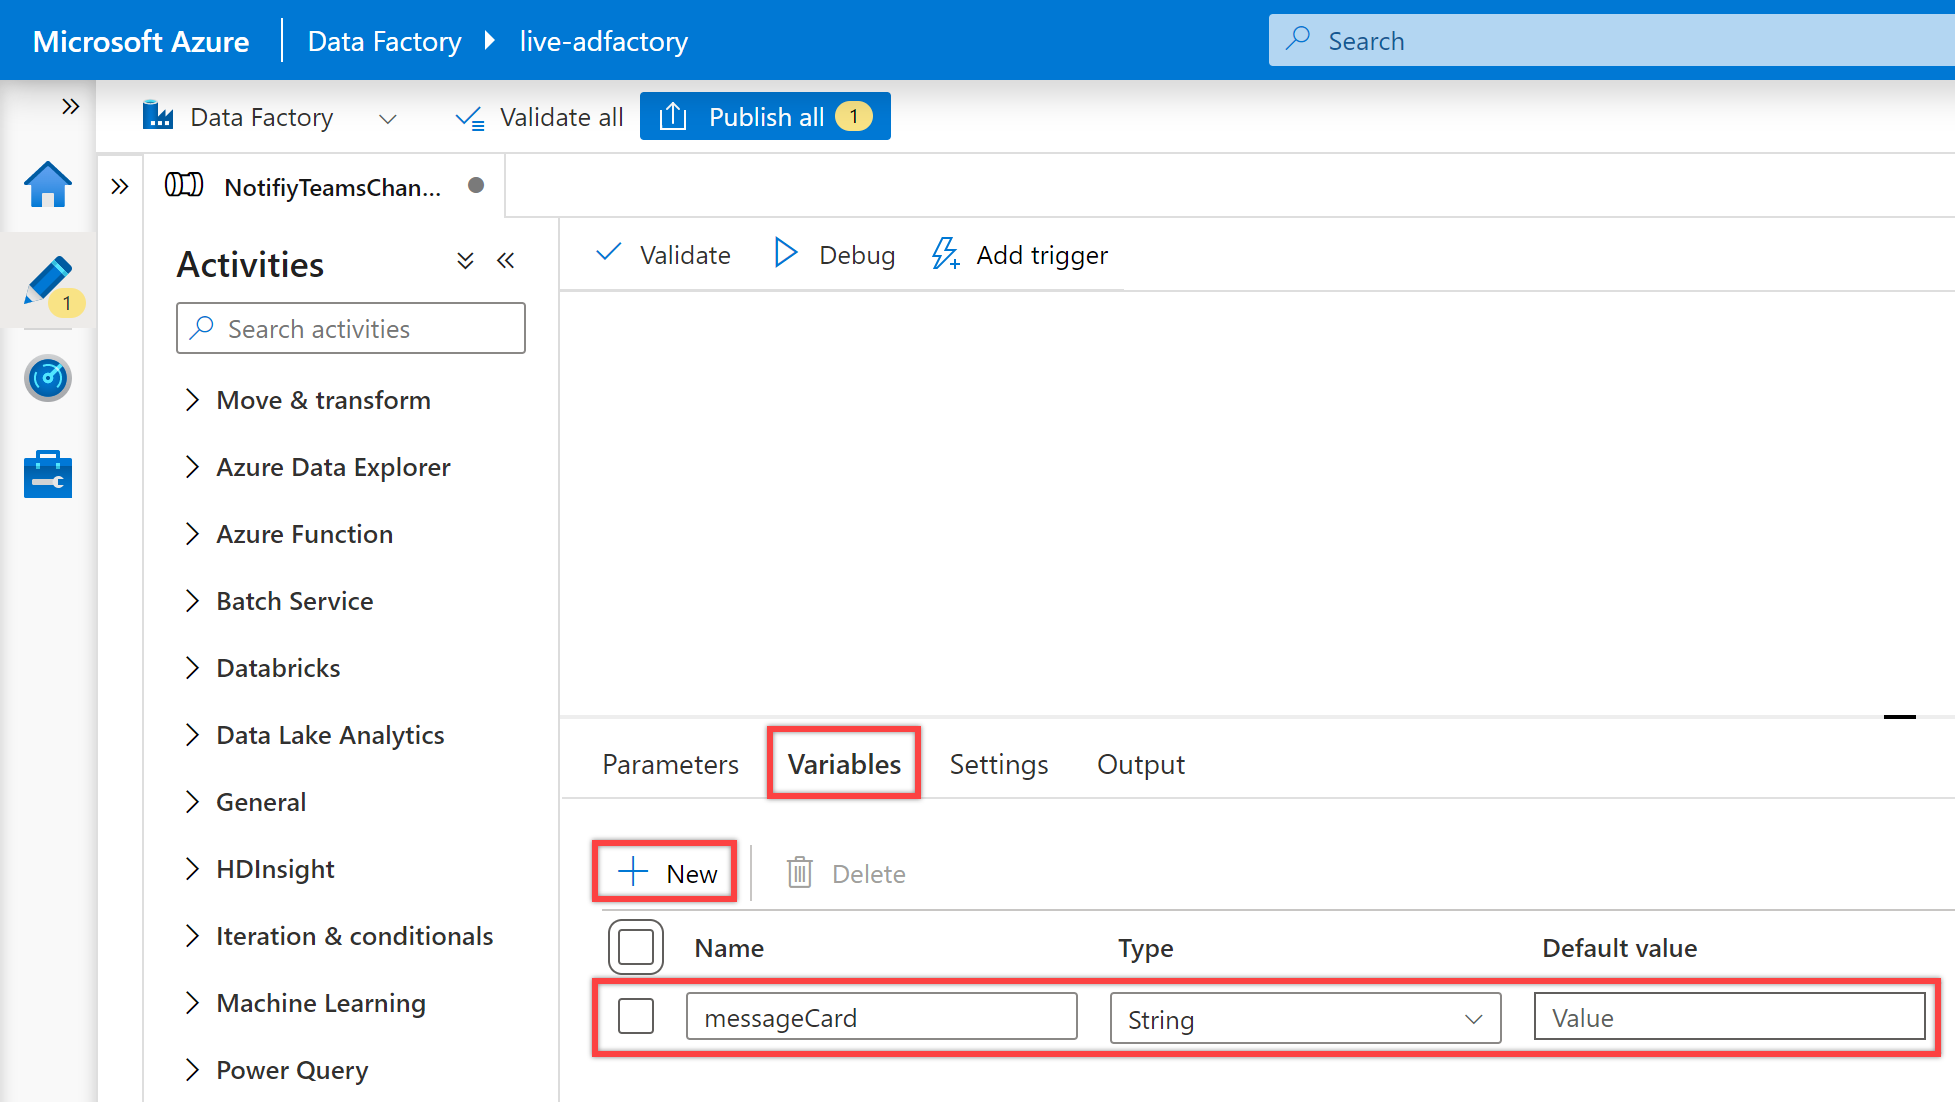 Microsoft Azure
Data Factory
live-adfactory
Search
Data Factory
Validate all
Publish all 1
NotifiyTeamsChan...
Activities
Validate
Debug
Add trigger
1
Search activities
Move & transform
Azure Data Explorer
Azure Function
Batch Service
Databricks
Data Lake Analytics
General
HDInsight
Iteration & conditionals
Machine Learning
Power Query
Parameters
Variables
Settings
Output
New
Delete
Name
Type
Default value
messageCard
String
Value